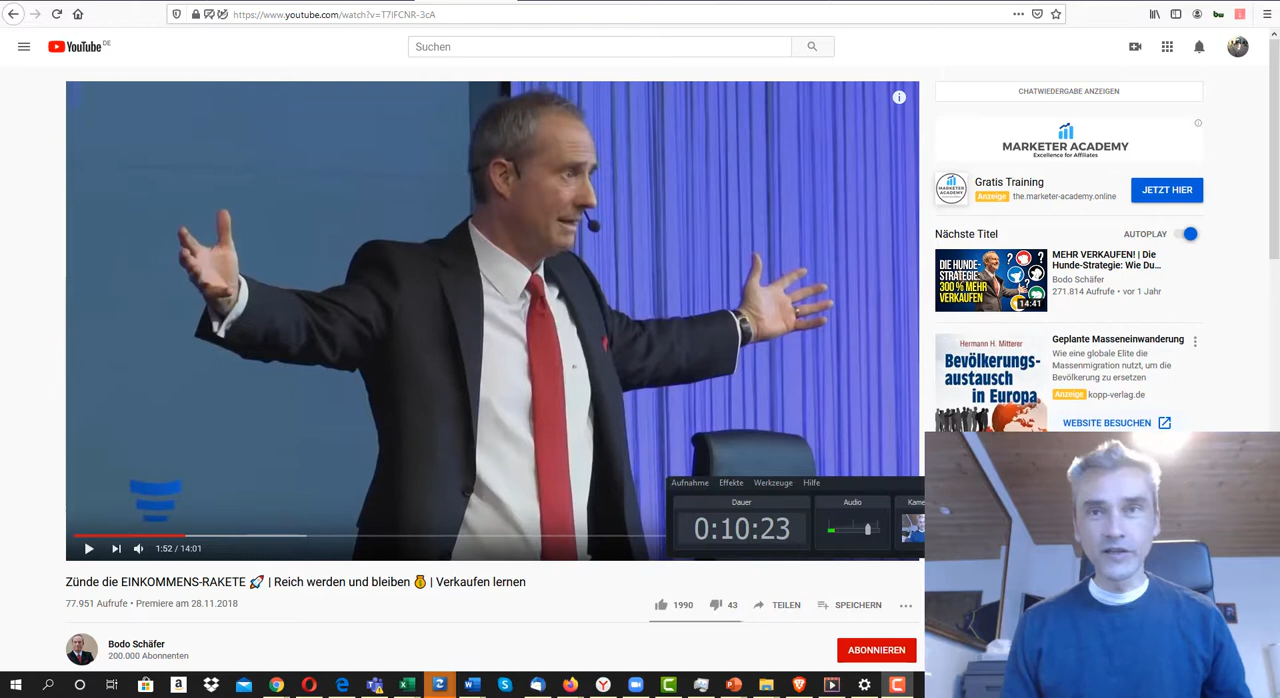 https://www.youtube.com/watch?v=T7iFCNR-3cA
YouTube DE
Suchen
CHATWIEDERGABE ANZEIGEN
MARKETER ACADEMY
Excellence for Affiliates
MARKETER
ACADEMY
Gratis Training
Anzeige the.marketer-academy.online
JETZT HIER
Nächste Titel
AUTOPLAY
DIE HUNDE-
STRATEGIE:
300 % MEHR
VERKAUFEN
14:41
MEHR VERKAUFEN! | Die
Hunde-Strategie: Wie Du...
Bodo Schäfer
271.814 Aufrufe • vor 1 Jahr
Hermann H. Mitterer
Bevölkerungs-
austausch
in Europa
Geplante Masseneinwanderung
Wie eine globale Elite die
Massenmigration nutzt, um die
Bevölkerung zu ersetzen
Anzeige kopp-verlag.de
WEBSITE BESUCHEN
Aufnahme Effekte Werkzeuge Hilfe
Dauer
Audio
Kame
0:10:23
1:52 / 14:01
Zünde die EINKOMMENS-RAKETE 🚀 | Reich werden und bleiben 💰 | Verkaufen lernen
77.951 Aufrufe • Premiere am 28.11.2018
1990
43
TEILEN
SPEICHERN
Bodo Schäfer
200.000 Abonnenten
ABONNIEREN